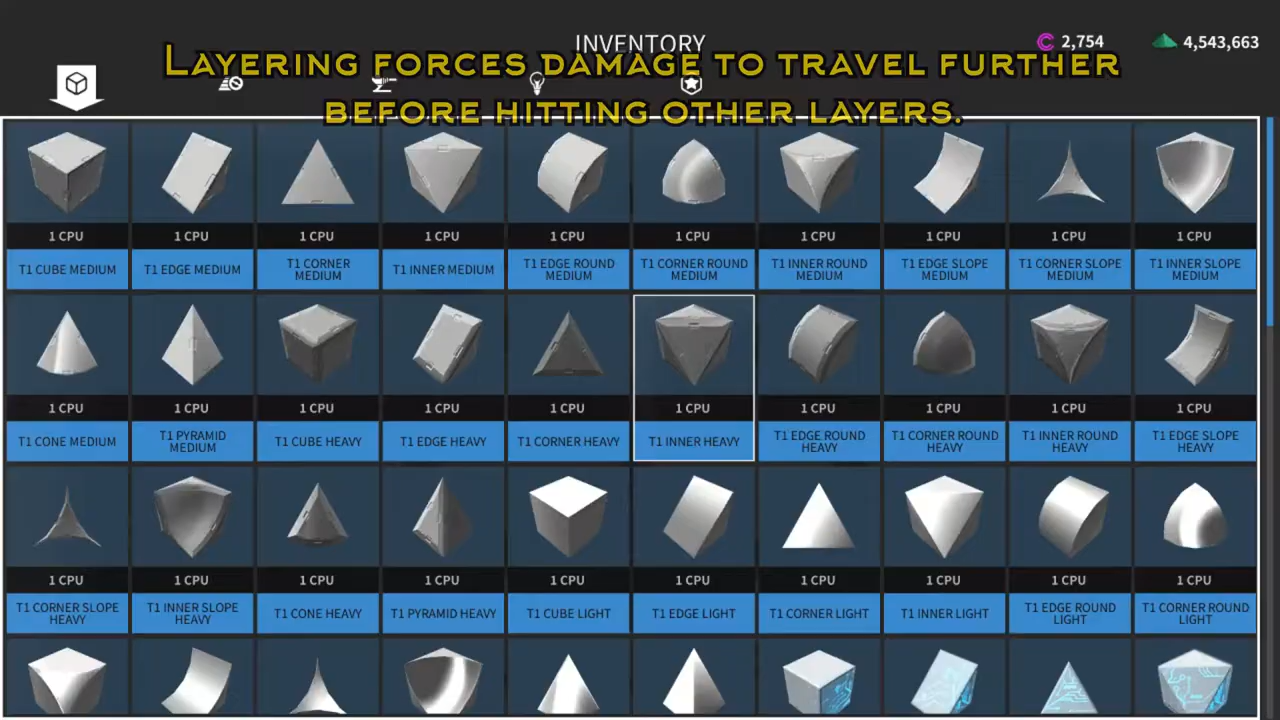 INVENTORY
2,754
4,543,663
LAYERING FORCES DAMAGE TO TRAVEL FURTHER
BEFORE HITTING OTHER LAYERS.
1 CPU 1 CPU 1 CPU 1 CPU 1 CPU 1 CPU 1 CPU 1 CPU 1 CPU 1 CPU
T1 CUBE MEDIUM
T1 EDGE MEDIUM
T1 CORNER
MEDIUM
T1 INNER MEDIUM
T1 EDGE ROUND
MEDIUM
T1 CORNER ROUND
MEDIUM
T1 INNER ROUND
MEDIUM
T1 EDGE SLOPE
MEDIUM
T1 CORNER SLOPE
MEDIUM
T1 INNER SLOPE
MEDIUM
1 CPU 1 CPU 1 CPU 1 CPU 1 CPU 1 CPU 1 CPU 1 CPU 1 CPU 1 CPU
T1 CONE MEDIUM
T1 PYRAMID
MEDIUM
T1 CUBE HEAVY
T1 EDGE HEAVY
T1 CORNER HEAVY
T1 INNER HEAVY
T1 EDGE ROUND
HEAVY
T1 CORNER ROUND
HEAVY
T1 INNER ROUND
HEAVY
T1 EDGE SLOPE
HEAVY
1 CPU 1 CPU 1 CPU 1 CPU 1 CPU 1 CPU 1 CPU 1 CPU 1 CPU 1 CPU
T1 CORNER SLOPE
HEAVY
T1 INNER SLOPE
HEAVY
T1 CONE HEAVY
T1 PYRAMID HEAVY
T1 CUBE LIGHT
T1 EDGE LIGHT
T1 CORNER LIGHT
T1 INNER LIGHT
T1 EDGE ROUND
LIGHT
T1 CORNER ROUND
LIGHT